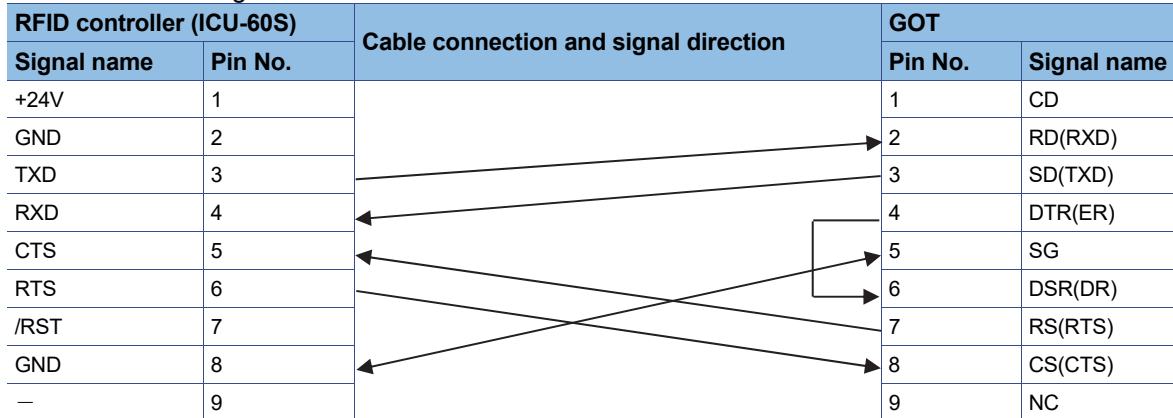 RFID controller (ICU-60S) Cable connection and signal direction GOT
Signal name Pin No. Pin No. Signal name
+24V 1 1 CD
GND 2 2 RD(RXD)
TXD 3 3 SD(TXD)
RXD 4 4 DTR(ER)
CTS 5 5 SG
RTS 6 6 DSR(DR)
/RST 7 7 RS(RTS)
GND 8 8 CS(CTS)
－ 9 9 NC